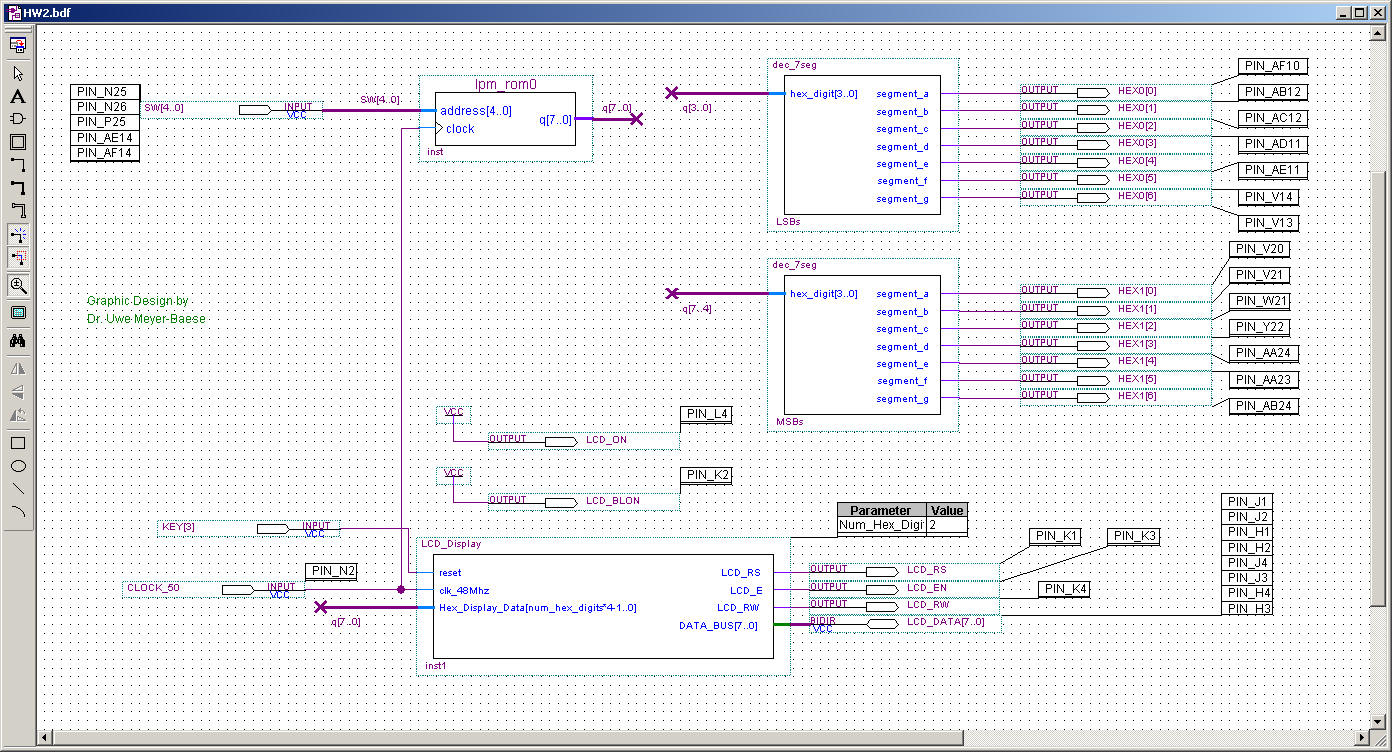 HW2.bdf
PIN_N25
PIN_N26
PIN_P25
PIN_AE14
PIN_AF14
SW[4..0]
INPUT
VCC
SW[4..0]
lpm_rom0
address[4..0]
clock
q[7..0]
inst
q[7..0]
dec_7seg
q[3..0]
hex_digit[3..0]
segment_a
segment_b
segment_c
segment_d
segment_e
segment_f
segment_g
LSBs
OUTPUT HEX0[0]
OUTPUT HEX0[1]
OUTPUT HEX0[2]
OUTPUT HEX0[3]
OUTPUT HEX0[4]
OUTPUT HEX0[5]
OUTPUT HEX0[6]
PIN_AF10
PIN_AB12
PIN_AC12
PIN_AD11
PIN_AE11
PIN_V14
PIN_V13
Graphic Design by
Dr. Uwe Meyer-Baese
dec_7seg
q[7..4]
hex_digit[3..0]
segment_a
segment_b
segment_c
segment_d
segment_e
segment_f
segment_g
MSBs
OUTPUT HEX1[0]
OUTPUT HEX1[1]
OUTPUT HEX1[2]
OUTPUT HEX1[3]
OUTPUT HEX1[4]
OUTPUT HEX1[5]
OUTPUT HEX1[6]
PIN_V20
PIN_V21
PIN_W21
PIN_Y22
PIN_AA24
PIN_AA23
PIN_AB24
VCC
OUTPUT LCD_ON
PIN_L4
VCC
OUTPUT LCD_BLON
PIN_K2
KEY[3]
INPUT
VCC
PIN_N2
CLOCK_50
INPUT
VCC
q[7..0]
LCD_Display
reset
clk_48Mhz
Hex_Display_Data[num_hex_digits*4-1..0]
LCD_RS
LCD_E
LCD_RW
DATA_BUS[7..0]
inst1
Parameter Value
Num_Hex_Digi 2
OUTPUT LCD_RS
OUTPUT LCD_EN
OUTPUT LCD_RW
BIDIR LCD_DATA[7..0]
VCC
PIN_K1
PIN_K3
PIN_K4
PIN_J1
PIN_J2
PIN_H1
PIN_H2
PIN_J4
PIN_J3
PIN_H4
PIN_H3